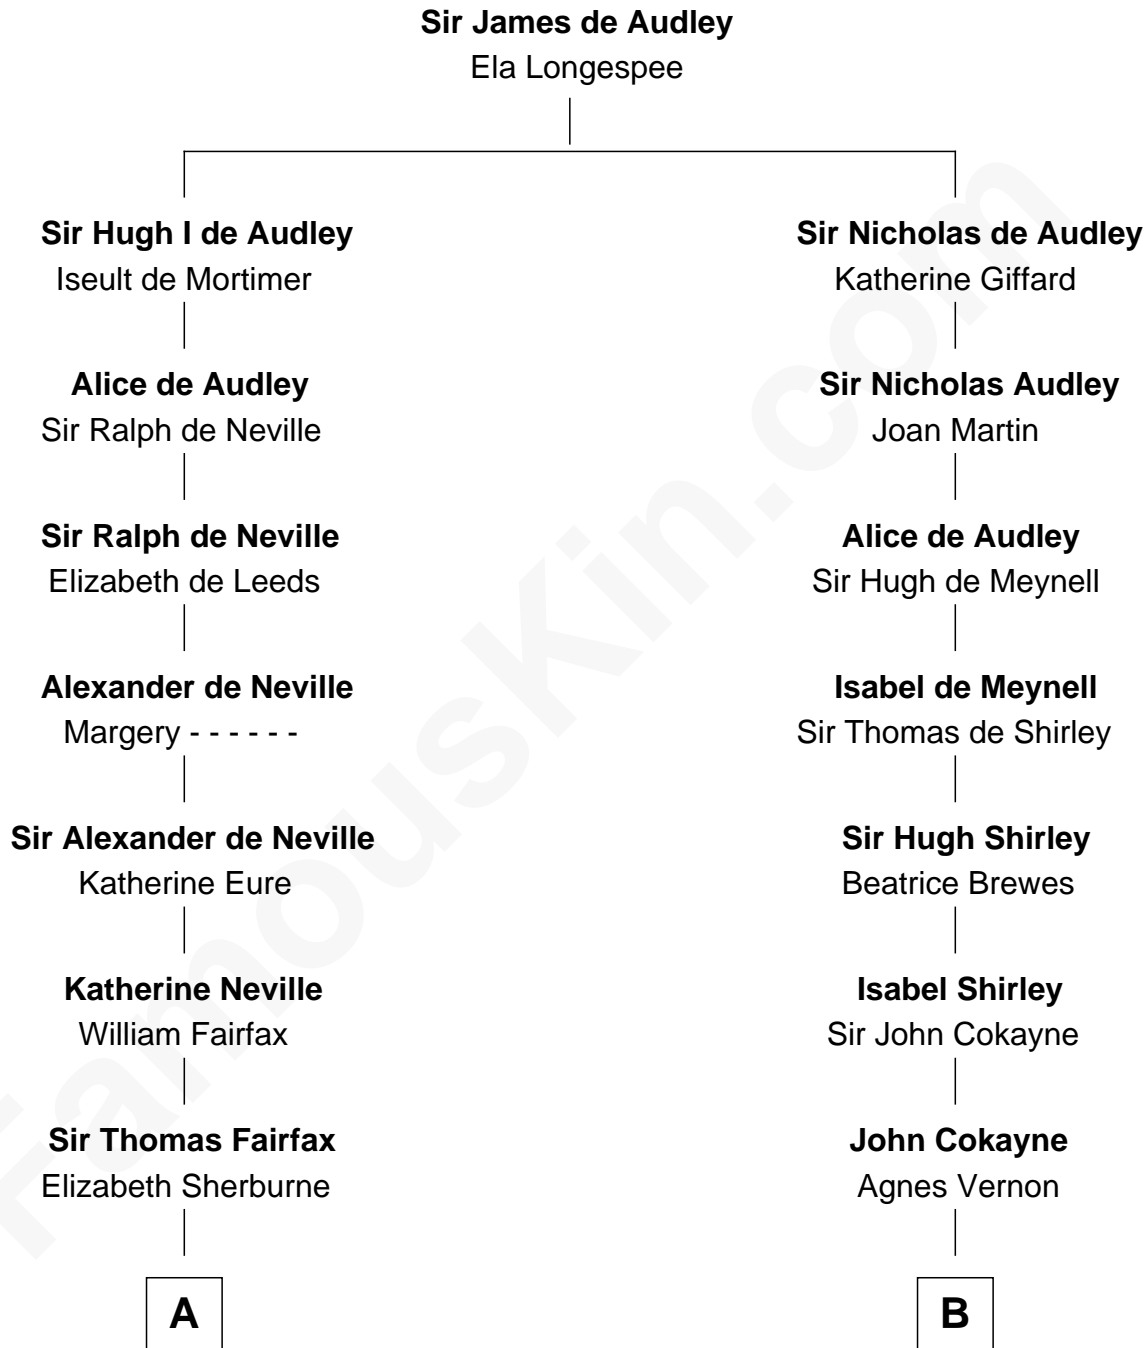 Sir James de Audley
Ela Longespee
Sir Hugh I de Audley
Iseult de Mortimer
Sir Nicholas de Audley
Katherine Giffard
Alice de Audley
Sir Ralph de Neville
Sir Nicholas Audley
Joan Martin
Sir Ralph de Neville
Elizabeth de Leeds
Alice de Audley
Sir Hugh de Meynell
Alexander de Neville
Margery - - - - - -
Isabel de Meynell
Sir Thomas de Shirley
Sir Alexander de Neville
Katherine Eure
Sir Hugh Shirley
Beatrice Brewes
Katherine Neville
William Fairfax
Isabel Shirley
Sir John Cokayne
Sir Thomas Fairfax
Elizabeth Sherburne
John Cokayne
Agnes Vernon
A
B
FamousKin.com